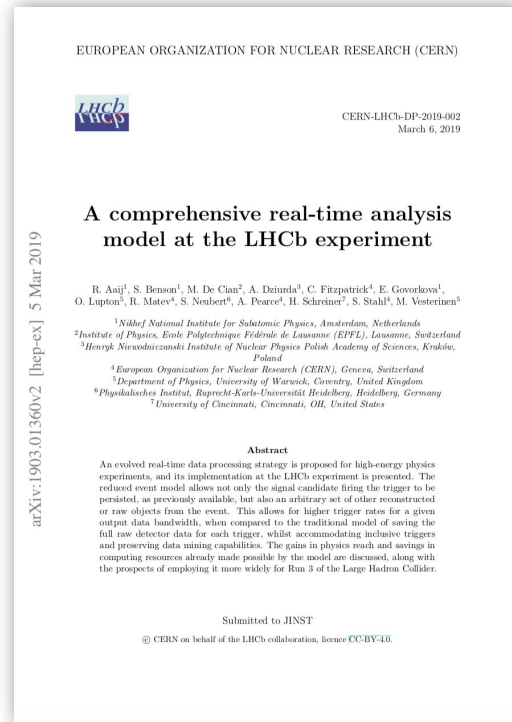 EUROPEAN ORGANIZATION FOR NUCLEAR RESEARCH (CERN)
LHCb
ΓHCp
CERN-LHCb-DP-2019-002
March 6, 2019
A comprehensive real-time analysis
model at the LHCb experiment
R. Aaij¹, S. Benson¹, M. De Cian², A. Dziurda³, C. Fitzpatrick⁴, E. Govorkova¹,
O. Lupton⁵, R. Matev⁴, S. Neubert⁶, A. Pearce⁴, H. Schreiner⁷, S. Stahl⁴, M. Vesterinen⁵
¹Nikhef National Institute for Subatomic Physics, Amsterdam, Netherlands
²Institute of Physics, Ecole Polytechnique Fédérale de Lausanne (EPFL), Lausanne, Switzerland
³Henryk Niewodniczanski Institute of Nuclear Physics Polish Academy of Sciences, Kraków,
Poland
⁴European Organization for Nuclear Research (CERN), Geneva, Switzerland
⁵Department of Physics, University of Warwick, Coventry, United Kingdom
⁶Physikalisches Institut, Ruprecht-Karls-Universität Heidelberg, Heidelberg, Germany
⁷University of Cincinnati, Cincinnati, OH, United States
Abstract
An evolved real-time data processing strategy is proposed for high-energy physics
experiments, and its implementation at the LHCb experiment is presented. The
reduced event model allows not only the signal candidate firing the trigger to be
persisted, as previously available, but also an arbitrary set of other reconstructed
or raw objects from the event. This allows for higher trigger rates for a given
output data bandwidth, when compared to the traditional model of saving the
full raw detector data for each trigger, whilst accommodating inclusive triggers
and preserving data mining capabilities. The gains in physics reach and savings in
computing resources already made possible by the model are discussed, along with
the prospects of employing it more widely for Run 3 of the Large Hadron Collider.
Submitted to JINST
© CERN on behalf of the LHCb collaboration, licence CC-BY-4.0.
arXiv:1903.01360v2 [hep-ex] 5 Mar 2019